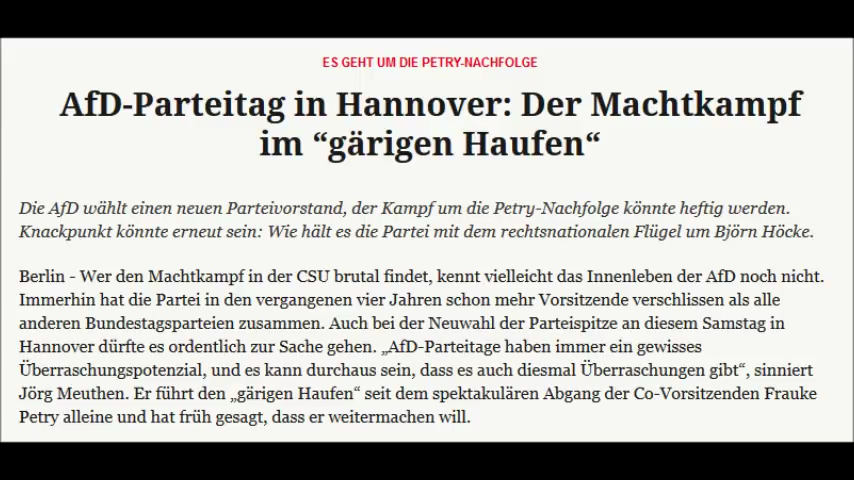 ES GEHT UM DIE PETRY-NACHFOLGE
AfD-Parteitag in Hannover: Der Machtkampf
im “gärigen Haufen“
Die AfD wählt einen neuen Parteivorstand, der Kampf um die Petry-Nachfolge könnte heftig werden.
Knackpunkt könnte erneut sein: Wie hält es die Partei mit dem rechtsnationalen Flügel um Björn Höcke.
Berlin - Wer den Machtkampf in der CSU brutal findet, kennt vielleicht das Innenleben der AfD noch nicht.
Immerhin hat die Partei in den vergangenen vier Jahren schon mehr Vorsitzende verschlissen als alle
anderen Bundestagsparteien zusammen. Auch bei der Neuwahl der Parteispitze an diesem Samstag in
Hannover dürfte es ordentlich zur Sache gehen. „AfD-Parteitage haben immer ein gewisses
Überraschungspotenzial, und es kann durchaus sein, dass es auch diesmal Überraschungen gibt“, sinniert
Jörg Meuthen. Er führt den „gärigen Haufen“ seit dem spektakulären Abgang der Co-Vorsitzenden Frauke
Petry alleine und hat früh gesagt, dass er weitermachen will.